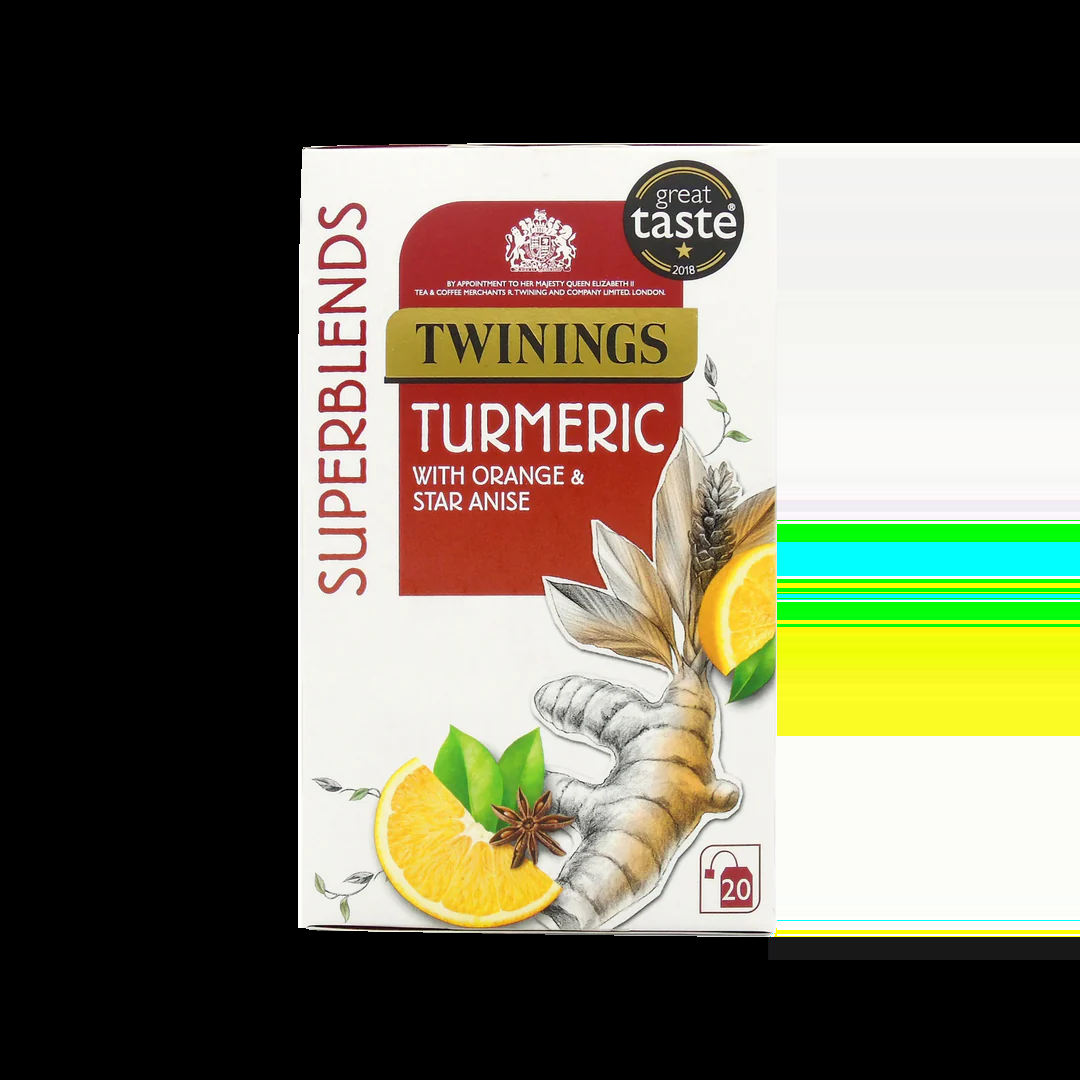 SUPERBLENDS
great
taste®
2018
BY APPOINTMENT TO HER MAJESTY QUEEN ELIZABETH II
TEA & COFFEE MERCHANTS R. TWINING AND COMPANY LIMITED. LONDON.
TWININGS
TURMERIC
WITH ORANGE &
STAR ANISE
20